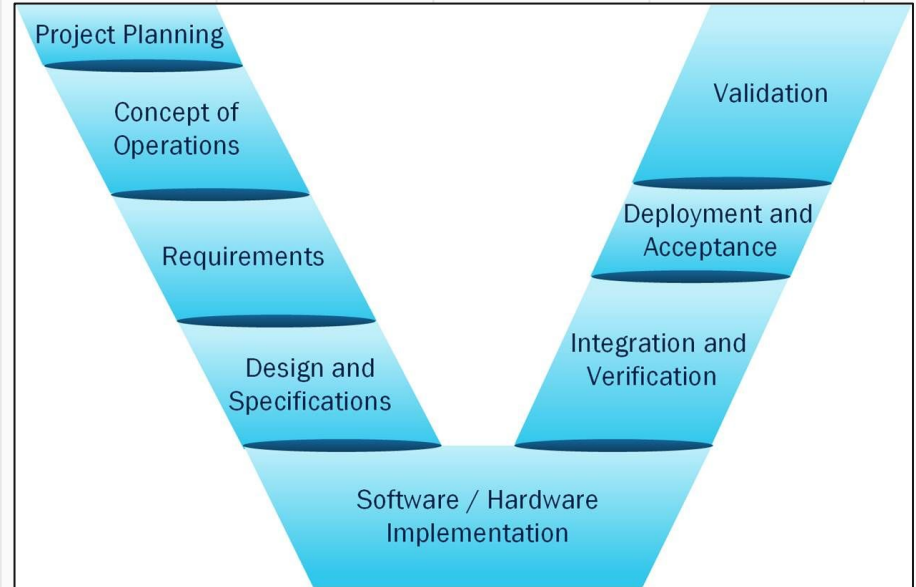 Project Planning
Concept of
Operations
Requirements
Design and
Specifications
Software / Hardware
Implementation
Integration and
Verification
Deployment and
Acceptance
Validation